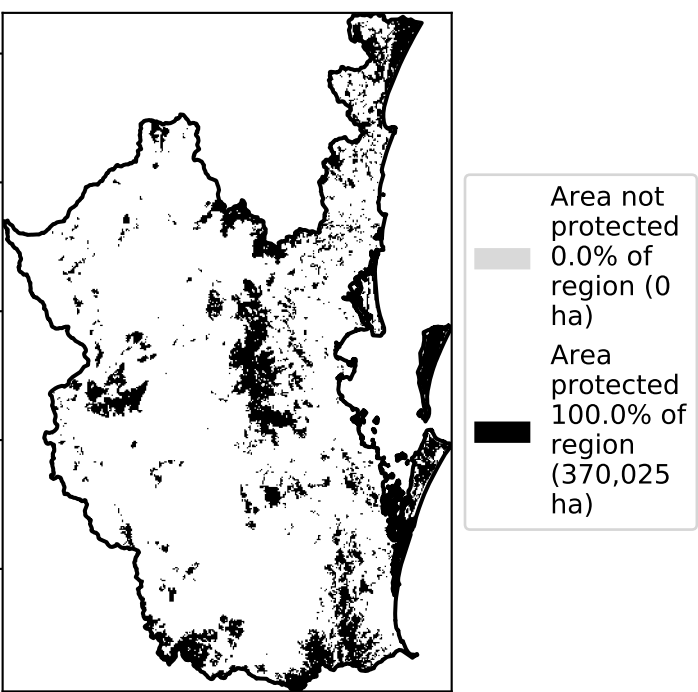 Area not
protected
0.0% of
region (0
ha)
Area
protected
100.0% of
region
(370,025
ha)